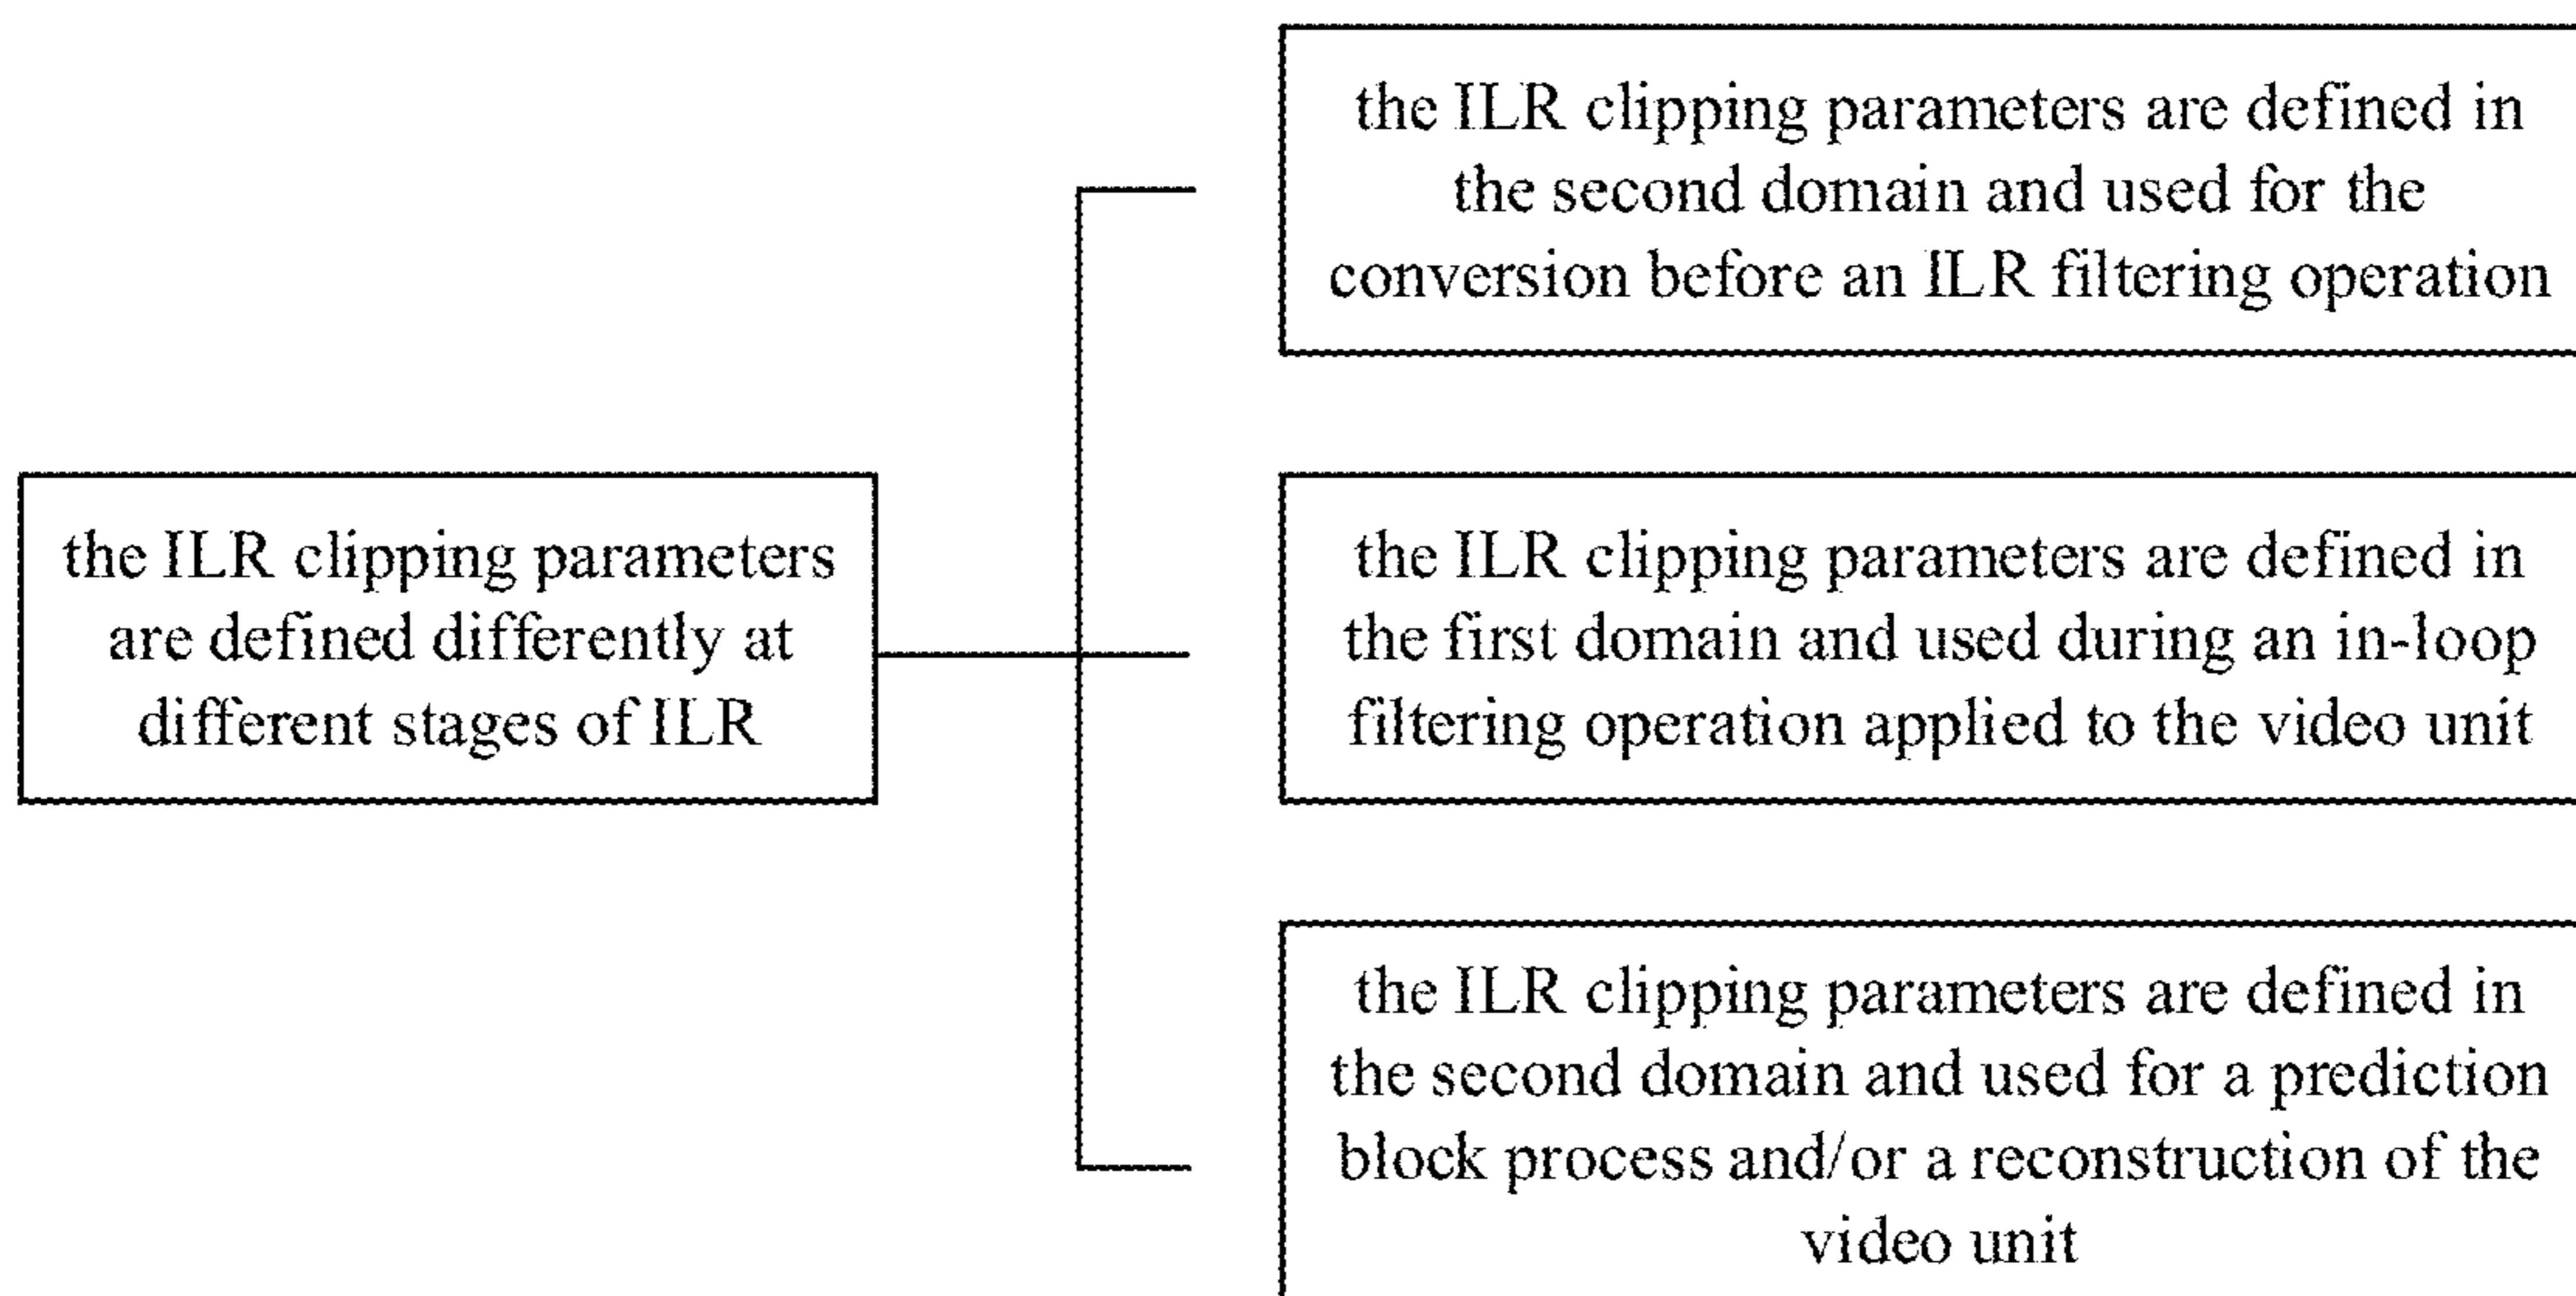 the ILR clipping parameters are defined in
the second domain and used for the
conversion before an ILR filtering operation
the ILR clipping parameters
are defined differently at
different stages of ILR
the ILR clipping parameters are defined in
the first domain and used during an in-loop
filtering operation applied to the video unit
the ILR clipping parameters are defined in
the second domain and used for a prediction
block process and/or a reconstruction of the
video unit